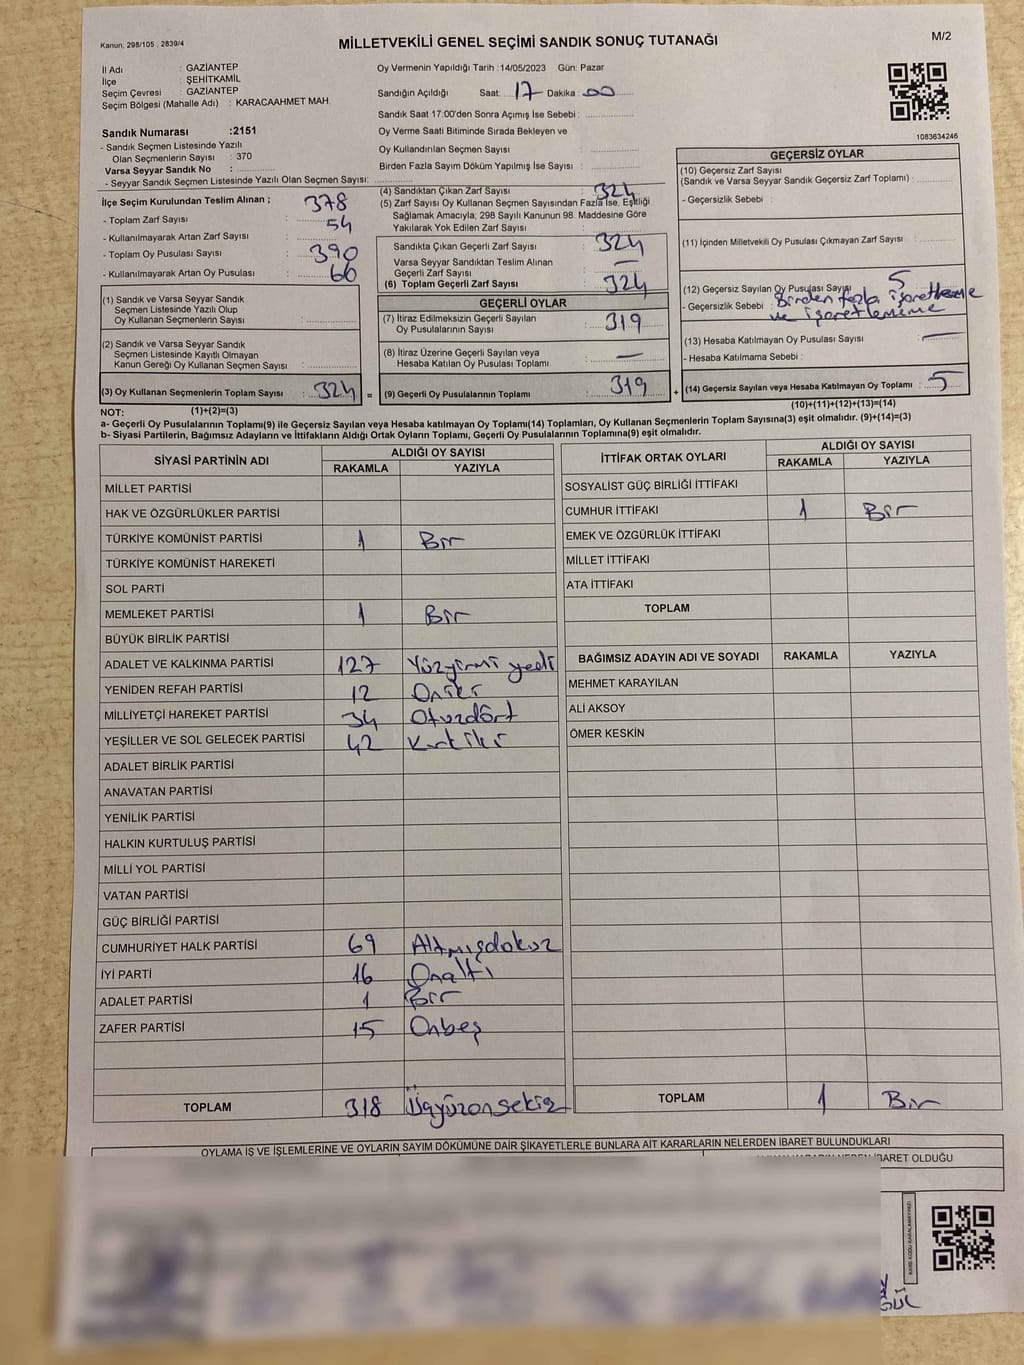 Kanun; 298/105 , 2839/4
MİLLETVEKİLİ GENEL SEÇİMİ SANDIK SONUÇ TUTANAĞI
M/2
İl Adı : GAZİANTEP
İlçe : ŞEHİTKAMİL
Seçim Çevresi : GAZİANTEP
Seçim Bölgesi (Mahalle Adı) : KARACAAHMET MAH.
Sandık Numarası :2151
- Sandık Seçmen Listesinde Yazılı
Olan Seçmenlerin Sayısı : 370
Varsa Seyyar Sandık No :
- Seyyar Sandık Seçmen Listesinde Yazılı Olan Seçmen Sayısı:
Oy Vermenin Yapıldığı Tarih :14/05/2023 Gün: Pazar
Sandığın Açıldığı Saat: 17 Dakika: 00
Sandık Saat 17:00'den Sonra Açımış İse Sebebi :
Oy Verme Saati Bitiminde Sırada Bekleyen ve
Oy Kullandırılan Seçmen Sayısı :
Birden Fazla Sayım Döküm Yapılmış İse Sayısı :
1083634246
İlçe Seçim Kurulundan Teslim Alınan ; 378
- Toplam Zarf Sayısı : 54
- Kullanılmayarak Artan Zarf Sayısı :
- Toplam Oy Pusulası Sayısı : 390
- Kullanılmayarak Artan Oy Pusulası : 66
(4) Sandıktan Çıkan Zarf Sayısı : 324
(5) Zarf Sayısı Oy Kullanan Seçmen Sayısından Fazla İse, Eşitliği
Sağlamak Amacıyla; 298 Sayılı Kanunun 98. Maddesine Göre
Yakılarak Yok Edilen Zarf Sayısı :
Sandıkta Çıkan Geçerli Zarf Sayısı : 324
Varsa Seyyar Sandıktan Teslim Alınan
Geçerli Zarf Sayısı : —
(6) Toplam Geçerli Zarf Sayısı : 324
GEÇERSİZ OYLAR
(10) Geçersiz Zarf Sayısı
(Sandık ve Varsa Seyyar Sandık Geçersiz Zarf Toplamı) :
- Geçersizlik Sebebi :
(11) İçinden Milletvekili Oy Pusulası Çıkmayan Zarf Sayısı :
(12) Geçersiz Sayılan Oy Pusulası Sayısı : 5
- Geçersizlik Sebebi : Birden fazla işaretleme
ve işaretlememe
(13) Hesaba Katılmayan Oy Pusulası Sayısı : —
- Hesaba Katılmama Sebebi :
(14) Geçersiz Sayılan veya Hesaba Katılmayan Oy Toplamı : 5
(10)+(11)+(12)+(13)=(14)
(1) Sandık ve Varsa Seyyar Sandık
Seçmen Listesinde Yazılı Olup
Oy Kullanan Seçmenlerin Sayısı :
(2) Sandık ve Varsa Seyyar Sandık
Seçmen Listesinde Kayıtlı Olmayan
Kanun Gereği Oy Kullanan Seçmen Sayısı :
(3) Oy Kullanan Seçmenlerin Toplam Sayısı : 324 =
GEÇERLİ OYLAR
(7) İtiraz Edilmeksizin Geçerli Sayılan
Oy Pusulalarının Sayısı : 319
(8) İtiraz Üzerine Geçerli Sayılan veya
Hesaba Katılan Oy Pusulası Toplamı : —
(9) Geçerli Oy Pusulalarının Toplamı : 319 +
NOT: (1)+(2)=(3)
a- Geçerli Oy Pusulalarının Toplamı(9) ile Geçersiz Sayılan veya Hesaba katılmayan Oy Toplamı(14) Toplamları, Oy Kullanan Seçmenlerin Toplam Sayısına(3) eşit olmalıdır. (9)+(14)=(3)
b- Siyasi Partilerin, Bağımsız Adayların ve İttifakların Aldığı Ortak Oyların Toplamı, Geçerli Oy Pusulalarının Toplamına(9) eşit olmalıdır.
SİYASİ PARTİNİN ADI ALDIĞI OY SAYISI
RAKAMLA YAZIYLA
MİLLET PARTİSİ
HAK VE ÖZGÜRLÜKLER PARTİSİ
TÜRKİYE KOMÜNİST PARTİSİ 1 Bir
TÜRKİYE KOMÜNİST HAREKETİ
SOL PARTİ
MEMLEKET PARTİSİ 1 Bir
BÜYÜK BİRLİK PARTİSİ
ADALET VE KALKINMA PARTİSİ 127 Yüzyirmi yedi
YENİDEN REFAH PARTİSİ 12 Oniki
MİLLİYETÇİ HAREKET PARTİSİ 34 Otuzdört
YEŞİLLER VE SOL GELECEK PARTİSİ 42 Kırkiki
ADALET BİRLİK PARTİSİ
ANAVATAN PARTİSİ
YENİLİK PARTİSİ
HALKIN KURTULUŞ PARTİSİ
MİLLİ YOL PARTİSİ
VATAN PARTİSİ
GÜÇ BİRLİĞİ PARTİSİ
CUMHURİYET HALK PARTİSİ 69 Altmışdokuz
İYİ PARTİ 16 Onaltı
ADALET PARTİSİ 1 Bir
ZAFER PARTİSİ 15 Onbeş
TOPLAM 318 Üçyüzonsekiz
İTTİFAK ORTAK OYLARI ALDIĞI OY SAYISI
RAKAMLA YAZIYLA
SOSYALİST GÜÇ BİRLİĞİ İTTİFAKI
CUMHUR İTTİFAKI 1 Bir
EMEK VE ÖZGÜRLÜK İTTİFAKI
MİLLET İTTİFAKI
ATA İTTİFAKI
TOPLAM
BAĞIMSIZ ADAYIN ADI VE SOYADI RAKAMLA YAZIYLA
MEHMET KARAYILAN
ALİ AKSOY
ÖMER KESKİN
TOPLAM 1 Bir
OYLAMA İŞ VE İŞLEMLERİNE VE OYLARIN SAYIM DÖKÜMÜNE DAİR ŞİKAYETLERLE BUNLARA AİT KARARLARIN NELERDEN İBARET BULUNDUKLARI
OLDUĞU